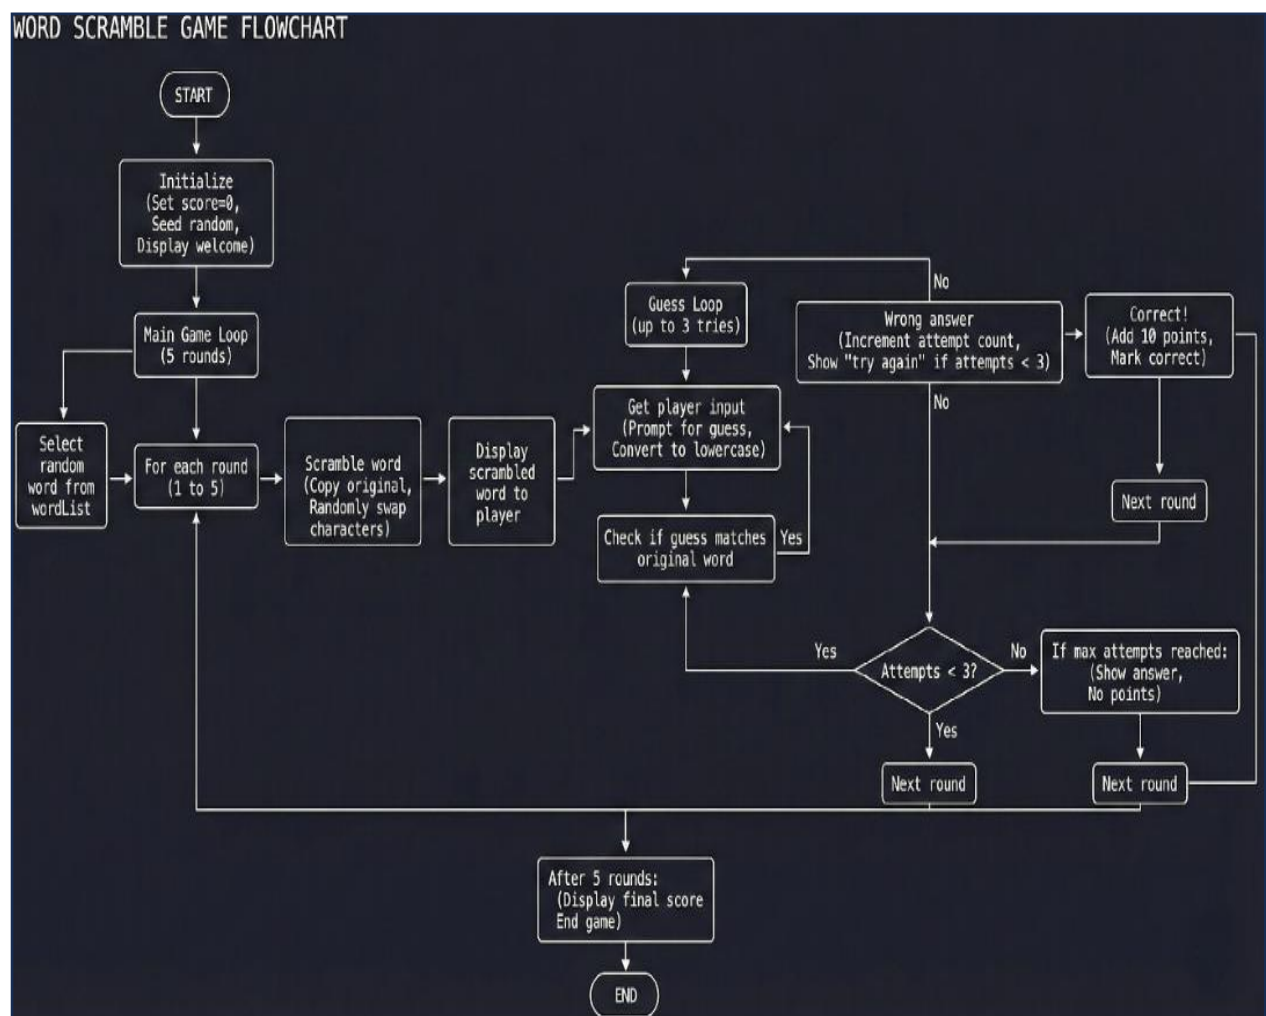 WORD SCRAMBLE GAME FLOWCHART
START
Initialize
(Set score=0,
Seed random,
Display welcome)
Main Game Loop
(5 rounds)
Select
random
word from
wordList
For each round
(1 to 5)
Scramble word
(Copy original,
Randomly swap
characters)
Display
scrambled
word to
player
Guess Loop
(up to 3 tries)
Get player input
(Prompt for guess,
Convert to lowercase)
Check if guess matches
original word
Yes
No
Wrong answer
(Increment attempt count,
Show "try again" if attempts < 3)
No
Correct!
(Add 10 points,
Mark correct)
Next round
Yes
Attempts < 3?
No
If max attempts reached:
(Show answer,
No points)
Yes
Next round
Next round
After 5 rounds:
(Display final score
End game)
END